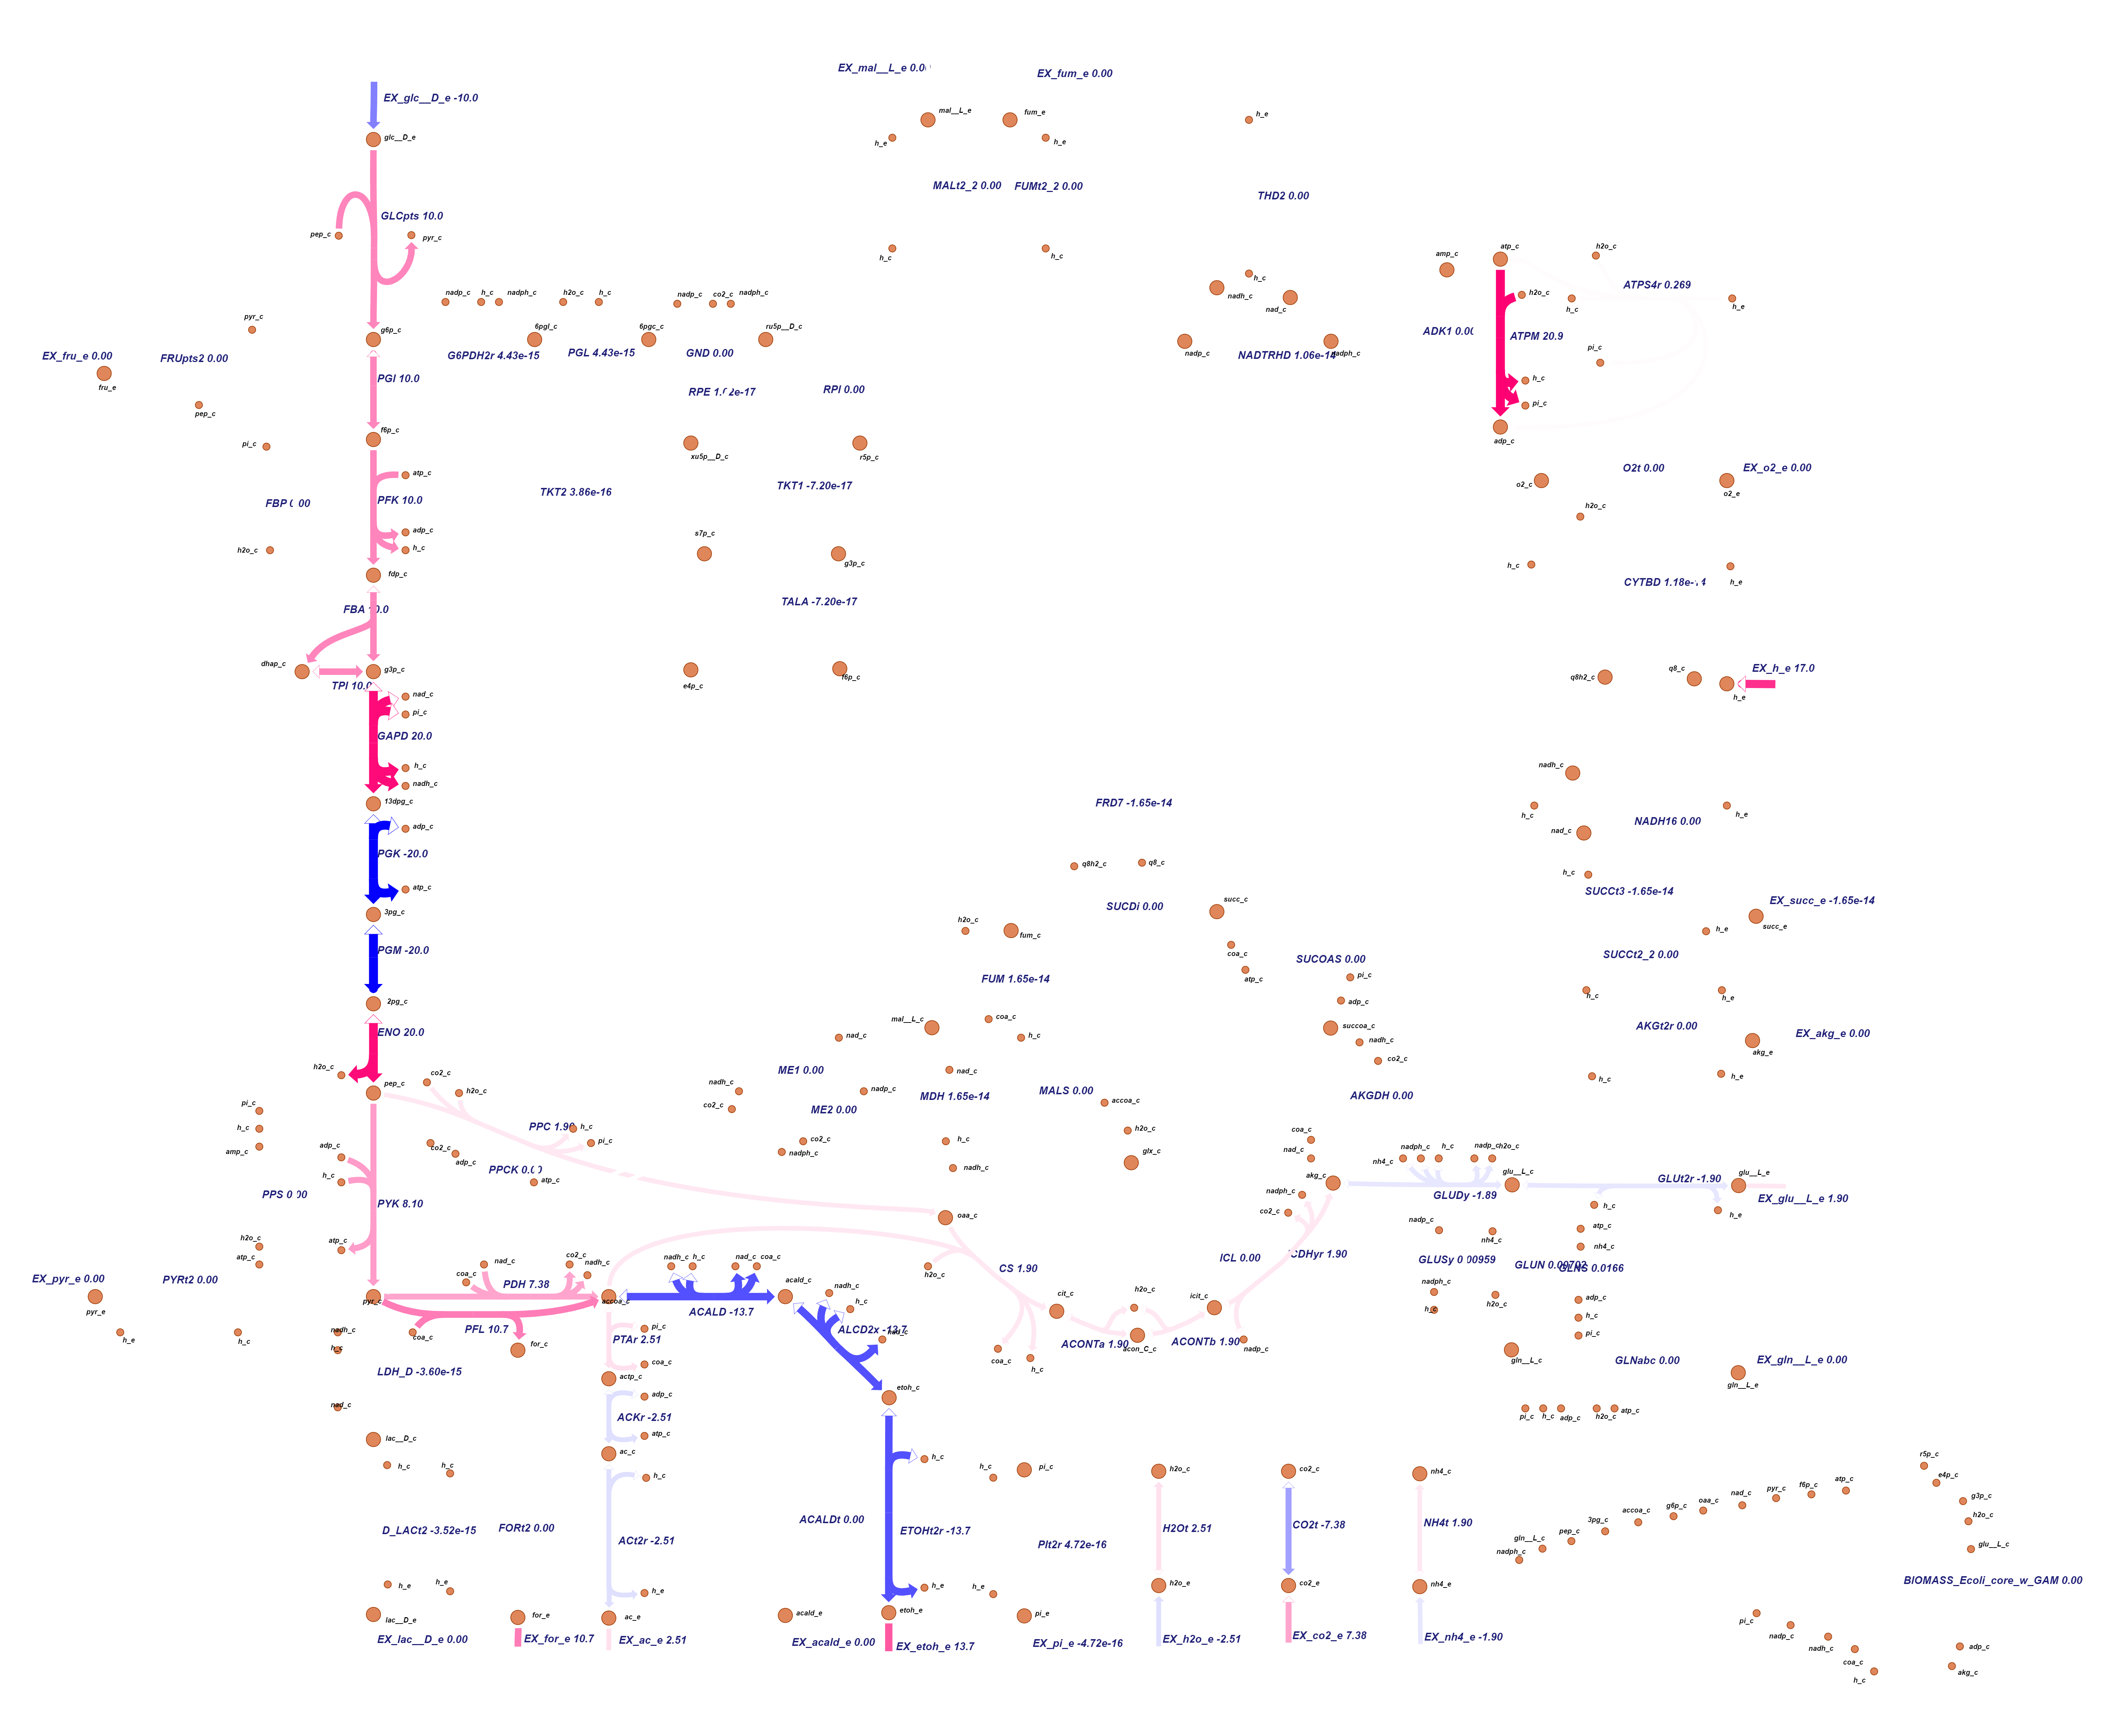 EX_mal__L_e 0.0
EX_fum_e 0.00
EX_glc__D_e -10.0
glc__D_e
mal__L_e
fum_e
h_e
h_e
h_e
MALt2_2 0.00
FUMt2_2 0.00
THD2 0.00
GLCpts 10.0
pep_c
pyr_c
h_c
h_c
h_c
nadh_c
nad_c
amp_c
atp_c
h2o_c
ATPS4r 0.269
h2o_c
h_c
h_e
nadp_c
h_c
nadph_c
h2o_c
h_c
nadp_c
co2_c
nadph_c
pyr_c
g6p_c
6pgl_c
6pgc_c
ru5p__D_c
ADK1 0.00
ATPM 20.9
pi_c
EX_fru_e 0.00
FRUpts2 0.00
G6PDH2r 4.43e-15
PGL 4.43e-15
GND 0.00
nadp_c
NADTRHD 1.06e-14
nadph_c
fru_e
PGI 10.0
RPE 1.02e-17
RPI 0.00
h_c
pep_c
pi_c
adp_c
pi_c
f6p_c
xu5p__D_c
r5p_c
atp_c
O2t 0.00
EX_o2_e 0.00
FBP 0.00
PFK 10.0
TKT2 3.86e-16
TKT1 -7.20e-17
o2_c
o2_e
h2o_c
adp_c
h2o_c
h_c
s7p_c
g3p_c
h_c
fdp_c
CYTBD 1.18e-14
h_e
FBA 10.0
TALA -7.20e-17
dhap_c
g3p_c
TPI 10.0
e4p_c
f6p_c
q8h2_c
q8_c
EX_h_e 17.0
h_e
nad_c
pi_c
GAPD 20.0
h_c
nadh_c
13dpg_c
FRD7 -1.65e-14
nadh_c
h_c
h_e
NADH16 0.00
nad_c
adp_c
PGK -20.0
q8h2_c
q8_c
h_c
atp_c
SUCCt3 -1.65e-14
EX_succ_e -1.65e-14
3pg_c
SUCDi 0.00
succ_c
succ_e
h2o_c
fum_c
h_e
PGM -20.0
coa_c
SUCOAS 0.00
SUCCt2_2 0.00
FUM 1.65e-14
atp_c
pi_c
2pg_c
adp_c
h_c
h_e
ENO 20.0
mal__L_c
coa_c
succoa_c
AKGt2r 0.00
EX_akg_e 0.00
nad_c
h_c
nadh_c
akg_e
h2o_c
co2_c
ME1 0.00
nad_c
co2_c
h_c
h_e
pep_c
h2o_c
nadh_c
nadp_c
MDH 1.65e-14
MALS 0.00
AKGDH 0.00
pi_c
co2_c
ME2 0.00
accoa_c
h_c
PPC 1.90
h_c
pi_c
h2o_c
coa_c
amp_c
adp_c
co2_c
adp_c
nadph_c
co2_c
h_c
glx_c
nad_c
nadph_c
h_c
nadp_c
h2o_c
nh4_c
h_c
PPCK 0.00
atp_c
nadh_c
akg_c
glu__L_c
glu__L_e
PPS 0.00
PYK 8.10
nadph_c
GLUDy -1.89
GLUt2r -1.90
EX_glu__L_e 1.90
co2_c
oaa_c
h_c
h_e
nadp_c
atp_c
nh4_c
h2o_c
atp_c
atp_c
nh4_c
PDH 7.38
nad_c
co2_c
nadh_c
nadh_c
h_c
nad_c
coa_c
CS 1.90
ICL 0.00
ICDHyr 1.90
GLUSy 0.00959
GLUN 0.00702
GLNS 0.0166
h2o_c
EX_pyr_e 0.00
PYRt2 0.00
coa_c
acald_c
nadh_c
nadph_c
pyr_e
pyr_c
accoa_c
ACALD -13.7
h_c
cit_c
h2o_c
icit_c
h_c
h2o_c
adp_c
h_e
h_c
nadh_c
coa_c
PFL 10.7
pi_c
ALCD2x -13.7
nad_c
h_c
h_c
for_c
PTAr 2.51
ACONTa 1.90
acon_C_c
ACONTb 1.90
nadp_c
pi_c
LDH_D -3.60e-15
coa_c
coa_c
h_c
gln__L_c
GLNabc 0.00
EX_gln__L_e 0.00
actp_c
etoh_c
gln__L_e
nad_c
adp_c
ACKr -2.51
atp_c
pi_c
h_c
adp_c
h2o_c
atp_c
lac__D_c
ac_c
h_c
h_c
h_c
h_c
h_c
pi_c
h2o_c
co2_c
nh4_c
r5p_c
e4p_c
g3p_c
h2o_c
glu__L_c
nadph_c
gln__L_c
pep_c
3pg_c
accoa_c
g6p_c
oaa_c
nad_c
pyr_c
f6p_c
atp_c
D_LACt2 -3.52e-15
FORt2 0.00
ACt2r -2.51
ACALDt 0.00
ETOHt2r -13.7
PIt2r 4.72e-16
H2Ot 2.51
CO2t -7.38
NH4t 1.90
h_e
h_e
h_e
h_e
h_e
h2o_e
co2_e
nh4_e
BIOMASS_Ecoli_core_w_GAM 0.00
lac__D_e
for_e
ac_e
acald_e
etoh_e
pi_e
EX_lac__D_e 0.00
EX_for_e 10.7
EX_ac_e 2.51
EX_acald_e 0.00
EX_etoh_e 13.7
EX_pi_e -4.72e-16
EX_h2o_e -2.51
EX_co2_e 7.38
EX_nh4_e -1.90
pi_c
nadp_c
nadh_c
coa_c
h_c
adp_c
akg_c